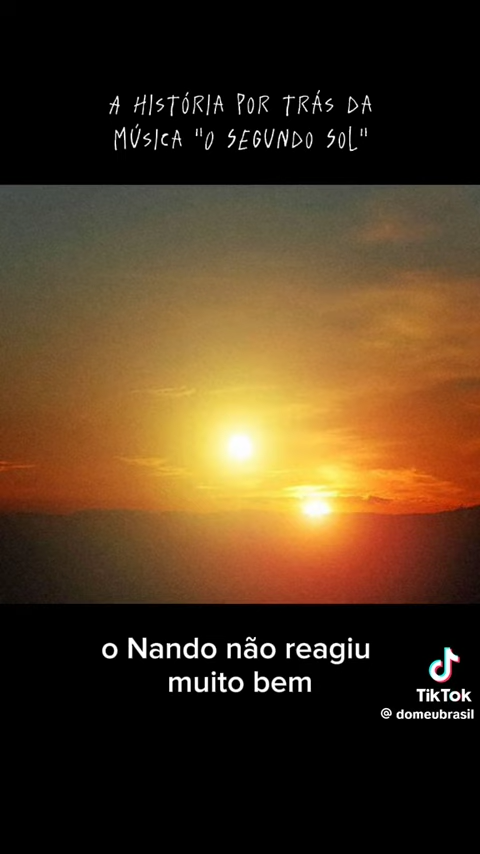 A HISTÓRIA POR TRÁS DA
MÚSICA "O SEGUNDO SOL"
o Nando não reagiu
muito bem
TikTok
@ domeubrasil